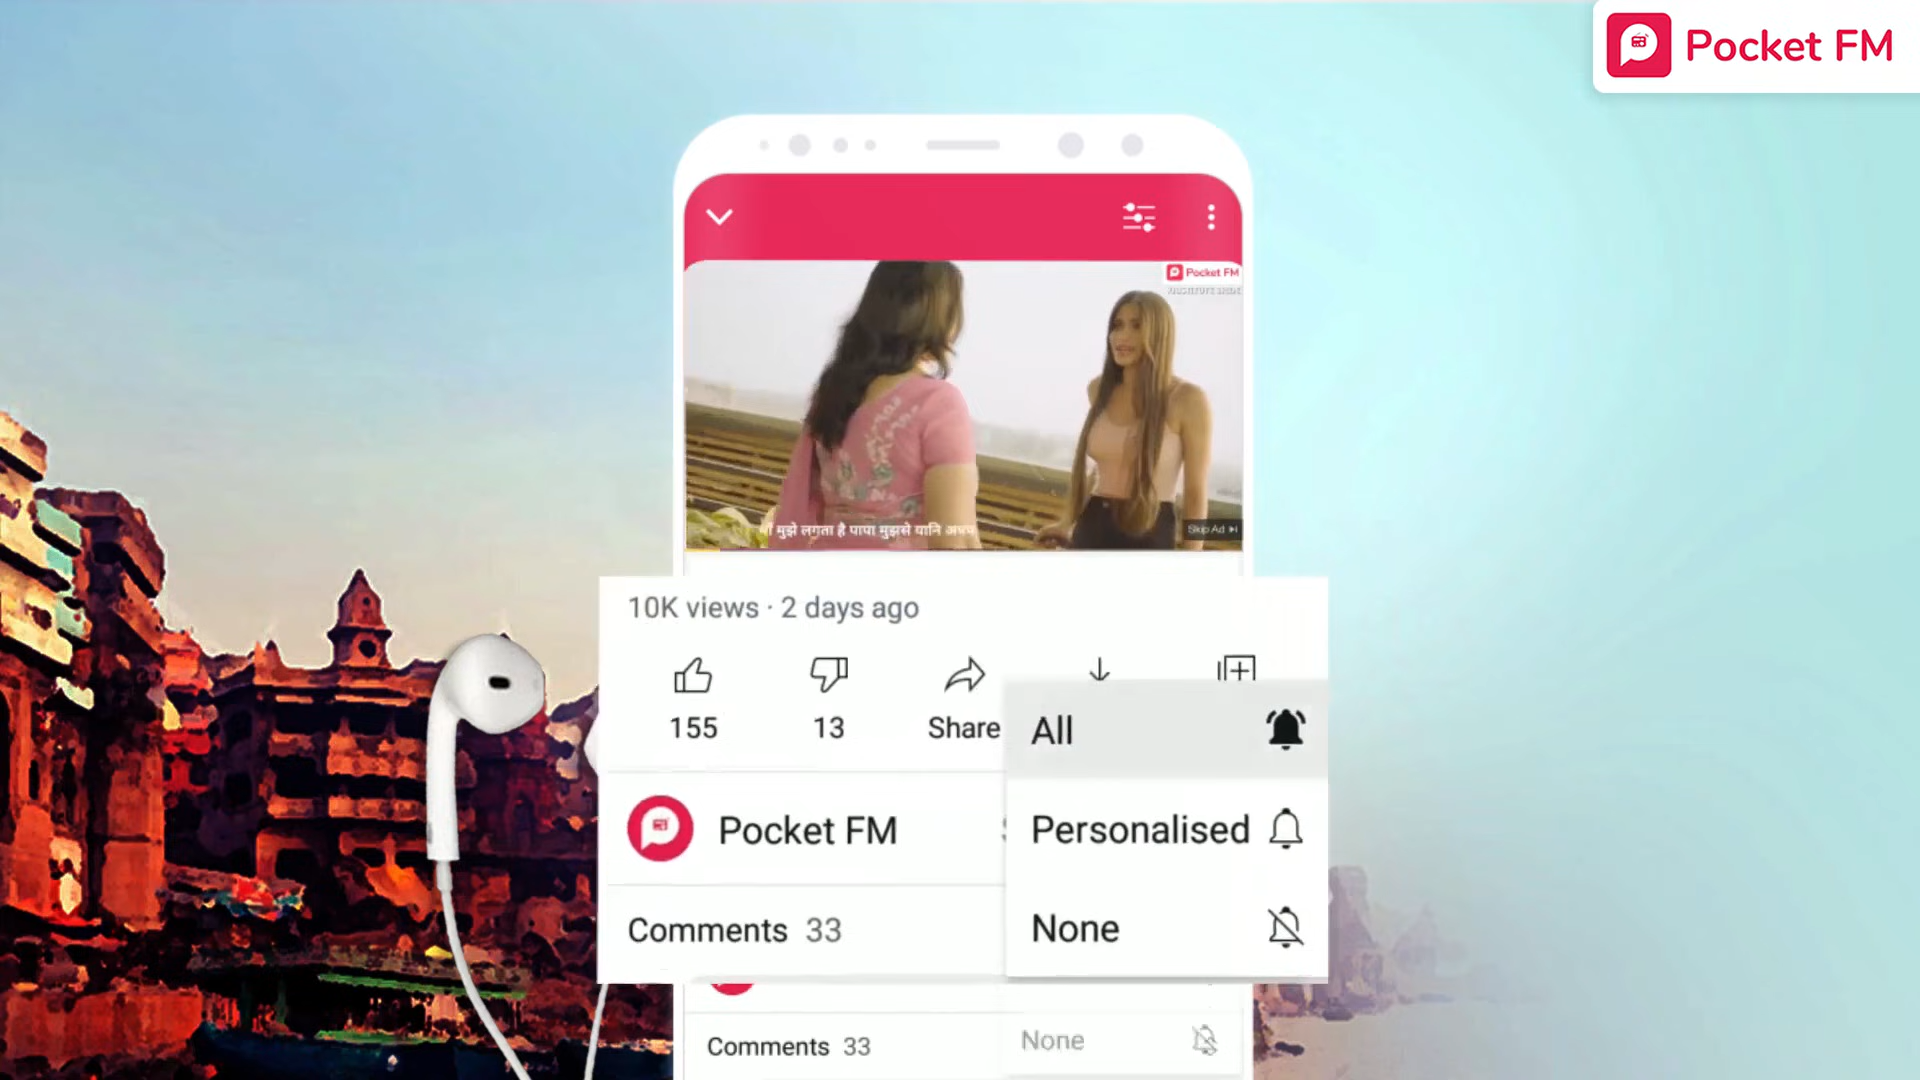 Pocket FM
Pocket FM
मुझे लगता है पापा मुझसे यानि
Skip Ad
10K views · 2 days ago
155
13
Share
All
Pocket FM
Personalised
Comments 33
None
Comments 33
None